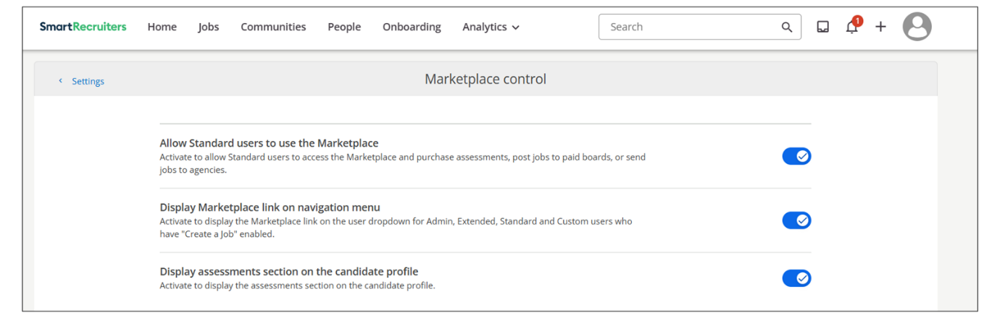 SmartRecruiters Home Jobs Communities People Onboarding Analytics Search 1
Settings Marketplace control
Allow Standard users to use the Marketplace
Activate to allow Standard users to access the Marketplace and purchase assessments, post jobs to paid boards, or send
jobs to agencies.
Display Marketplace link on navigation menu
Activate to display the Marketplace link on the user dropdown for Admin, Extended, Standard and Custom users who
have "Create a Job" enabled.
Display assessments section on the candidate profile
Activate to display the assessments section on the candidate profile.